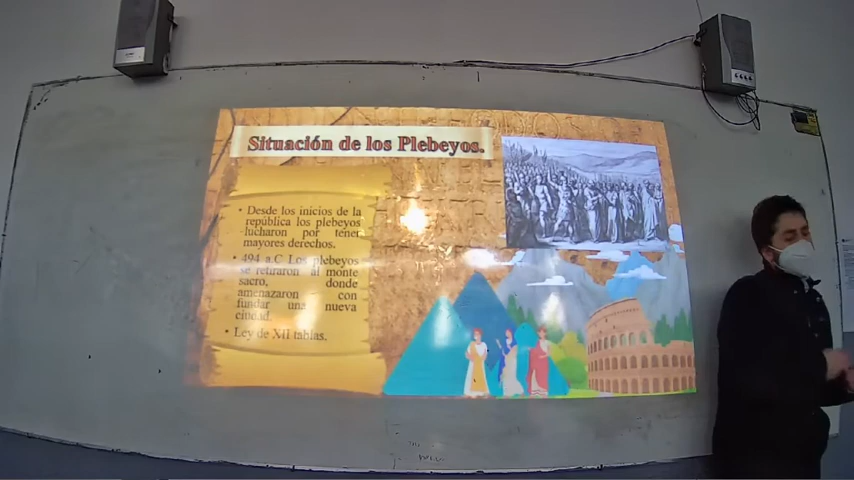 Situación de los Plebeyos.
• Desde los inicios de la
república los plebeyos
lucharon por tener
mayores derechos.
• 494 a.C Los plebeyos
se retiraron al monte
sacro, donde
amenazaron con
fundar una nueva
ciudad.
• Ley de XII tablas.